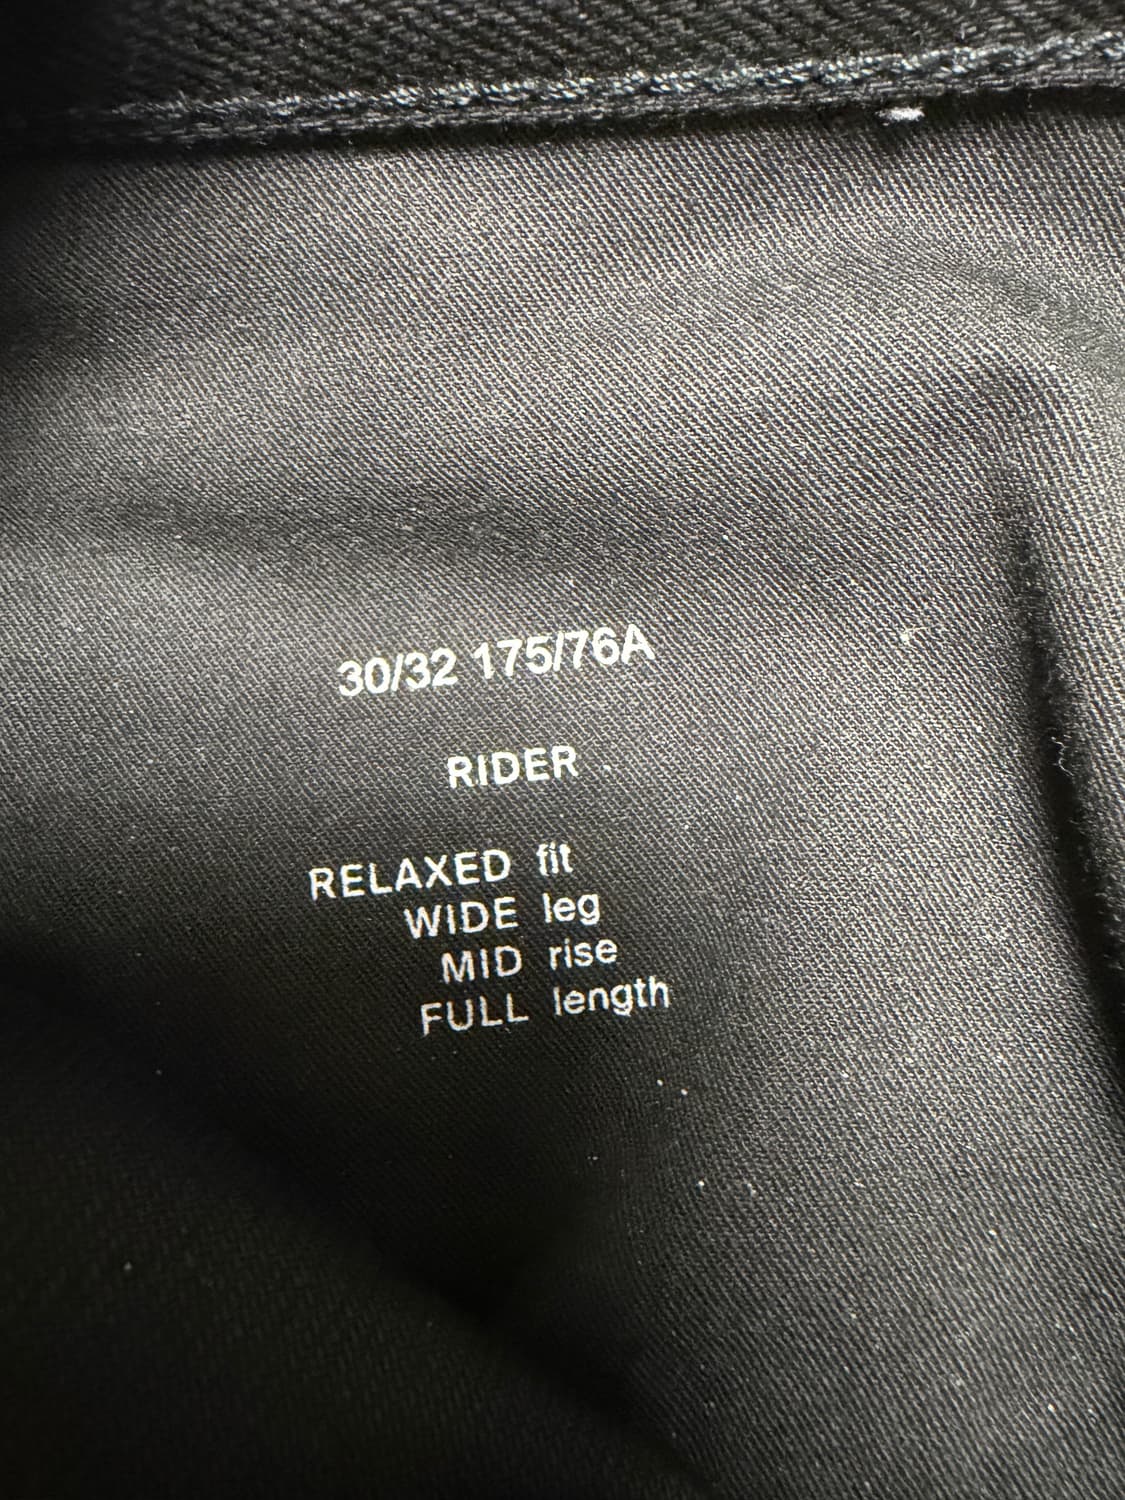 30/32 175/76A
RIDER
RELAXED fit
WIDE leg
MID rise
FULL length